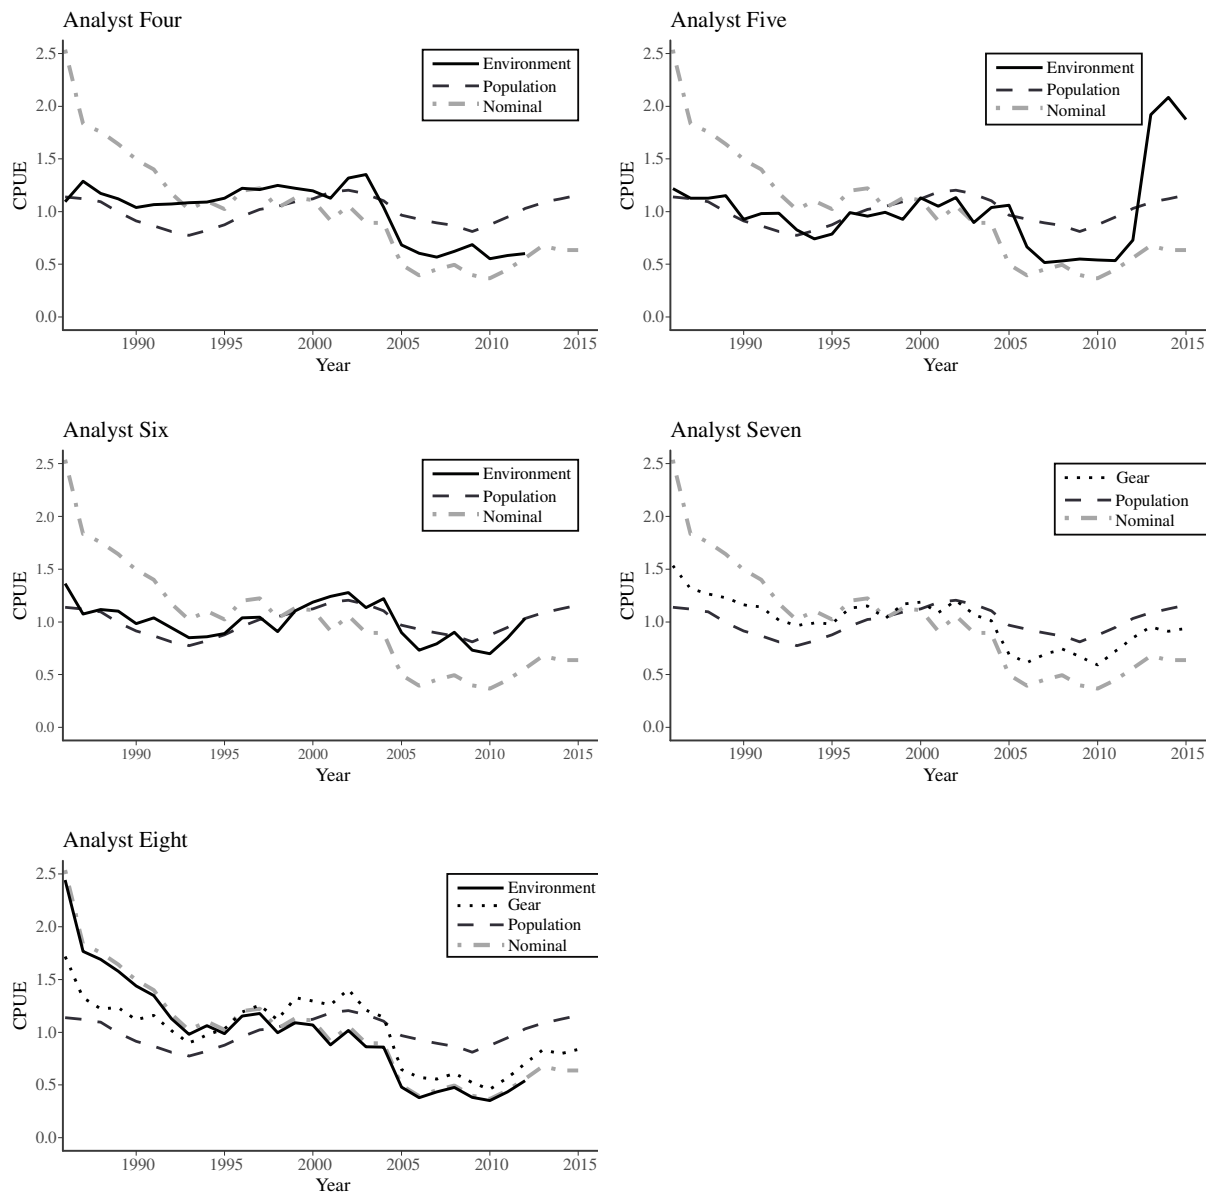 Analyst Four
2.5
2.0
1.5
1.0
0.5
0.0
CPUE
Environment
Population
Nominal
1990 1995 2000 2005 2010 2015
Year
Analyst Five
2.5
2.0
1.5
1.0
0.5
0.0
CPUE
Environment
Population
Nominal
1990 1995 2000 2005 2010 2015
Year
Analyst Six
2.5
2.0
1.5
1.0
0.5
0.0
CPUE
Environment
Population
Nominal
1990 1995 2000 2005 2010 2015
Year
Analyst Seven
2.5
2.0
1.5
1.0
0.5
0.0
CPUE
Gear
Population
Nominal
1990 1995 2000 2005 2010 2015
Year
Analyst Eight
2.5
2.0
1.5
1.0
0.5
0.0
CPUE
Environment
Gear
Population
Nominal
1990 1995 2000 2005 2010 2015
Year